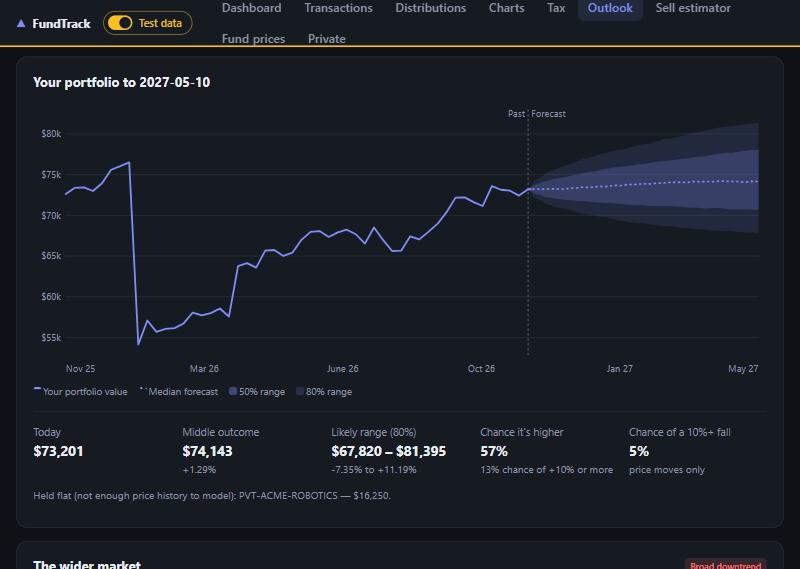 Dashboard Transactions Distributions Charts Tax Outlook Sell estimator
FundTrack Test data
Fund prices Private
Your portfolio to 2027-05-10
Past Forecast
$80k
$75k
$70k
$65k
$60k
$55k
Nov 25 Mar 26 June 26 Oct 26 Jan 27 May 27
Your portfolio value Median forecast 50% range 80% range
Today Middle outcome Likely range (80%) Chance it's higher Chance of a 10%+ fall
$73,201 $74,143 $67,820 – $81,395 57% 5%
+1.29% -7.35% to +11.19% 13% chance of +10% or more price moves only
Held flat (not enough price history to model): PVT-ACME-ROBOTICS — $16,250.
The wider market Broad downtrend